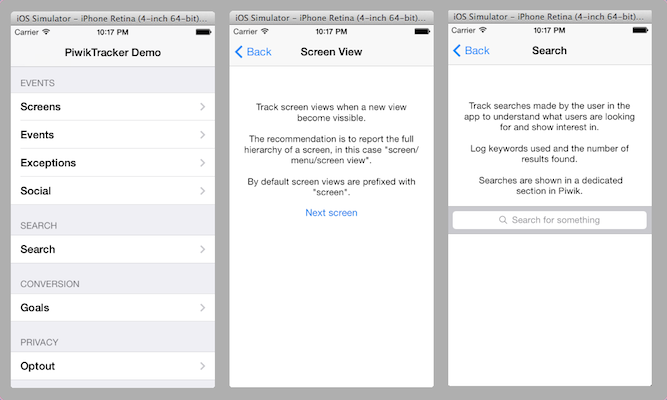 iOS Simulator – iPhone Retina (4-inch 64-bit)...
Carrier 10:17 PM
PiwikTracker Demo
EVENTS
Screens
Events
Exceptions
Social
SEARCH
Search
CONVERSION
Goals
PRIVACY
Optout
iOS Simulator – iPhone Retina (4-inch 64-bit)...
Carrier 10:17 PM
Back Screen View
Track screen views when a new view
become vissible.
The recommendation is to report the full
hierarchy of a screen, in this case "screen/
menu/screen view".
By default screen views are prefixed with
"screen".
Next screen
iOS Simulator – iPhone Retina (4-inch 64-bit)...
Carrier 10:17 PM
Back Search
Track searches made by the user in the
app to understand what users are looking
for and show interest in.
Log keywords used and the number of
results found.
Searches are shown in a dedicated
section in Piwik.
Search for something